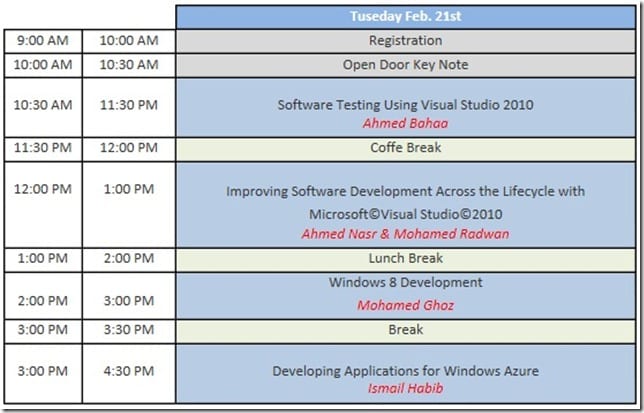 Tuseday Feb. 21st
9:00 AM 10:00 AM Registration
10:00 AM 10:30 AM Open Door Key Note
10:30 AM 11:30 PM Software Testing Using Visual Studio 2010
Ahmed Bahaa
11:30 PM 12:00 PM Coffe Break
12:00 PM 1:00 PM Improving Software Development Across the Lifecycle with
Microsoft©Visual Studio©2010
Ahmed Nasr & Mohamed Radwan
1:00 PM 2:00 PM Lunch Break
2:00 PM 3:00 PM Windows 8 Development
Mohamed Ghoz
3:00 PM 3:30 PM Break
3:00 PM 4:30 PM Developing Applications for Windows Azure
Ismail Habib